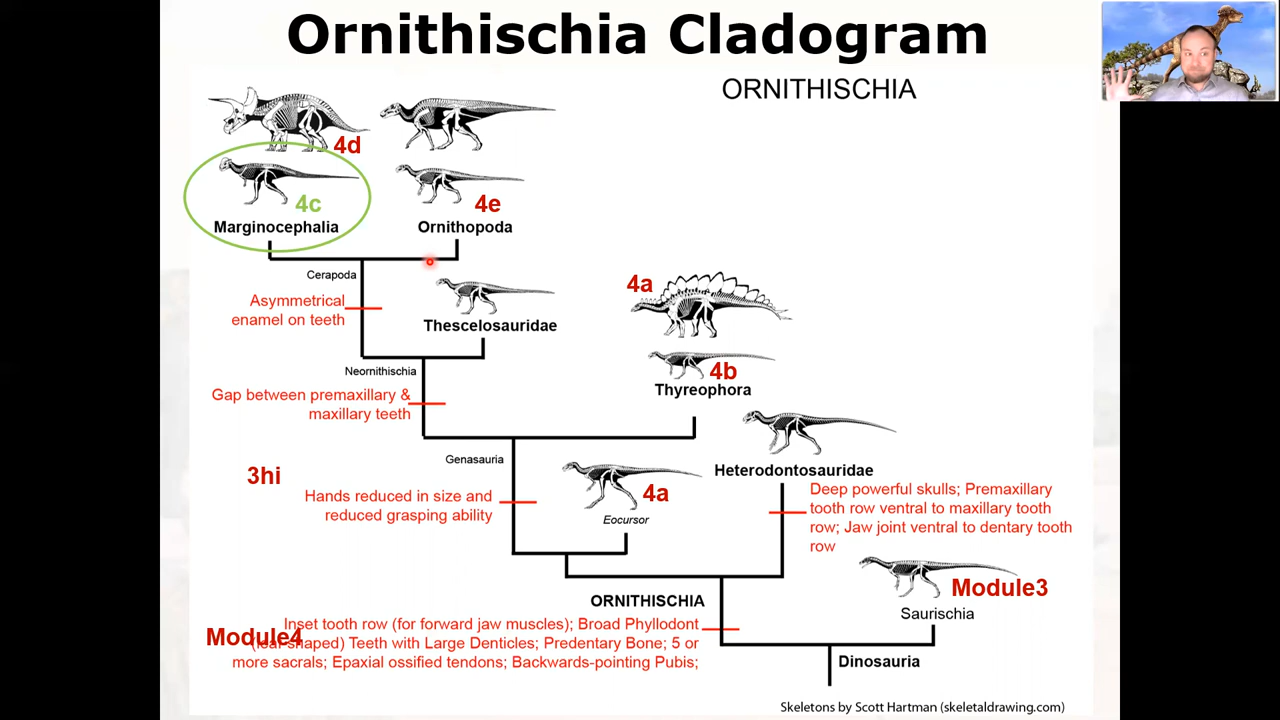 Ornithischia Cladogram
ORNITHISCHIA
4d
4c
4e
Marginocephalia
Ornithopoda
Cerapoda
4a
Asymmetrical
enamel on teeth
Thescelosauridae
Neornithischia
4b
Thyreophora
Gap between premaxillary &
maxillary teeth
Genasauria
Heterodontosauridae
3hi
Hands reduced in size and
reduced grasping ability
4a
Eocursor
Deep powerful skulls; Premaxillary
tooth row ventral to maxillary tooth
row; Jaw joint ventral to dentary tooth
row
Module3
ORNITHISCHIA
Saurischia
Module4
Inset tooth row (for forward jaw muscles); Broad Phyllodont
(leaf-shaped) Teeth with Large Denticles; Predentary Bone; 5 or
more sacrals; Epaxial ossified tendons; Backwards-pointing Pubis;
Dinosauria
Skeletons by Scott Hartman (skeletaldrawing.com)